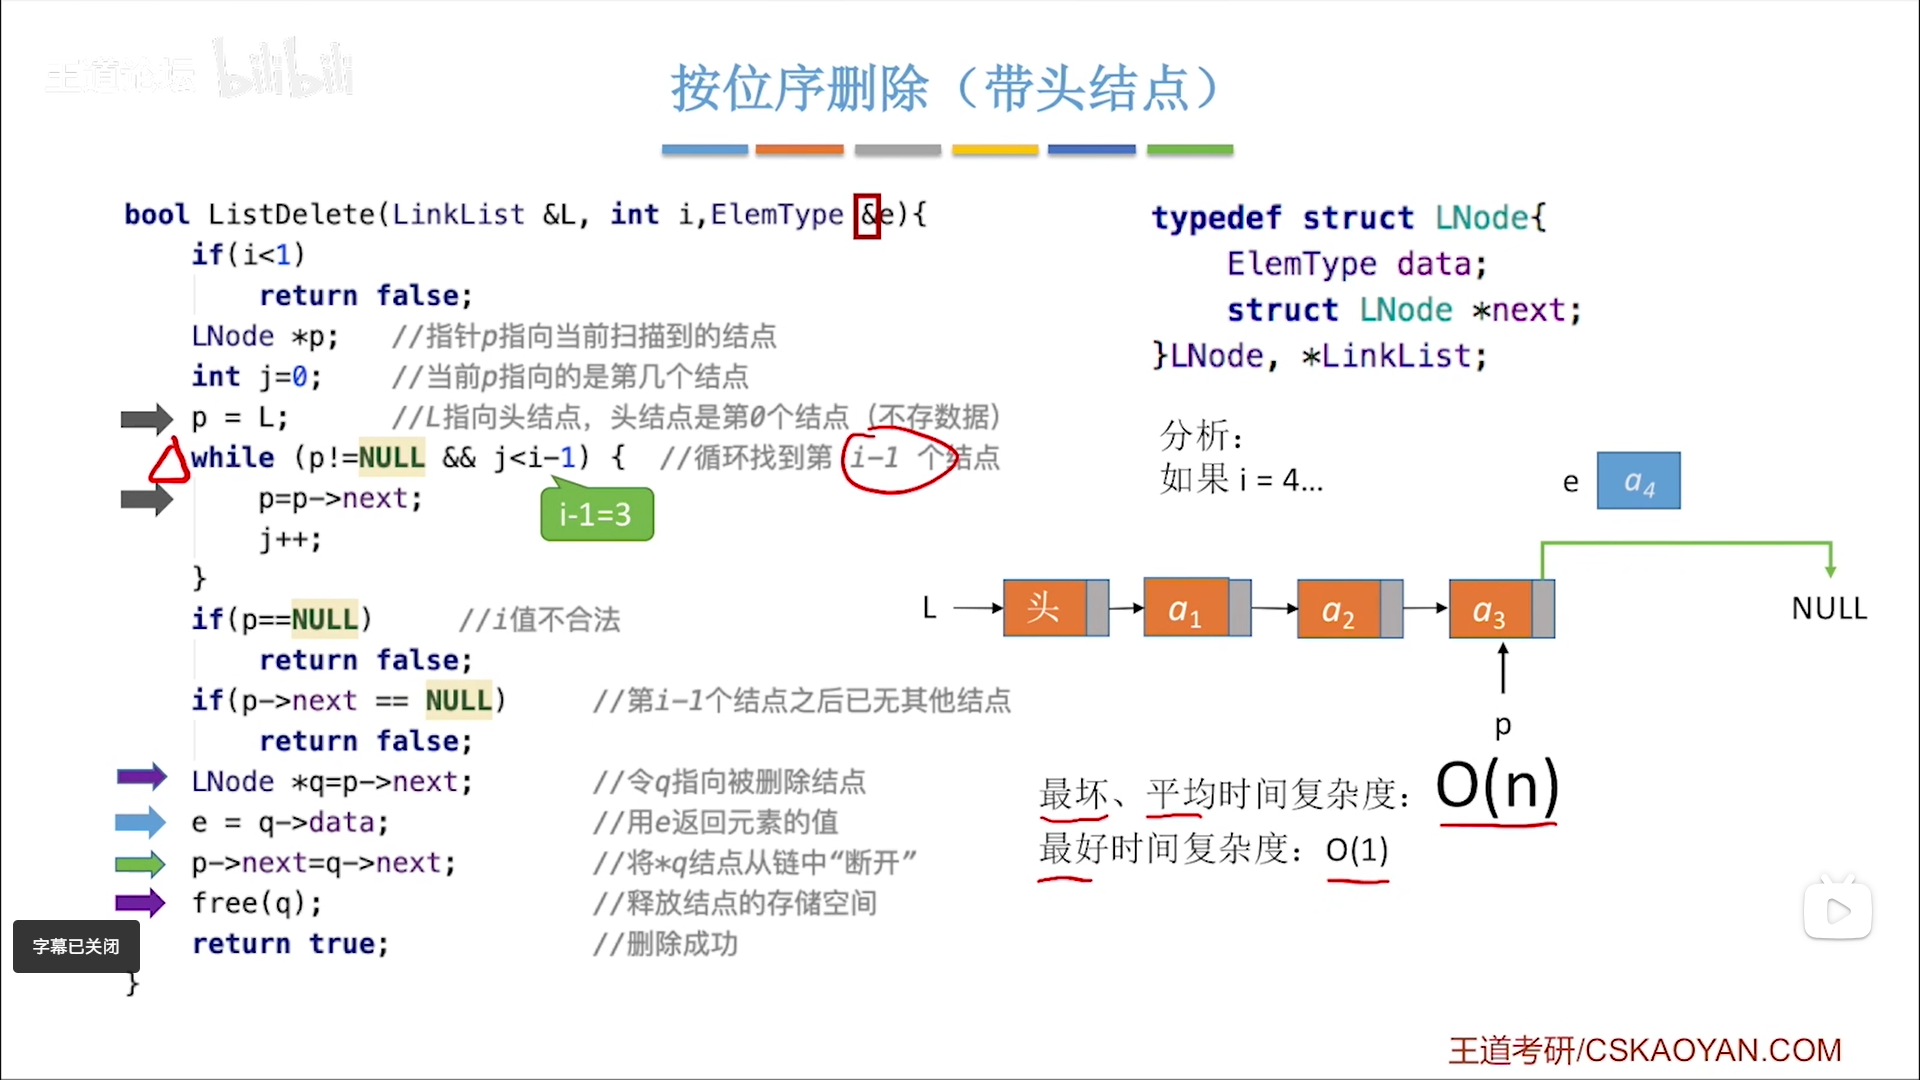 王道论坛 bilibili
按位序删除（带头结点）
bool ListDelete(LinkList &L, int i,ElemType &e){
if(i<1)
return false;
LNode *p; //指针p指向当前扫描到的结点
int j=0; //当前p指向的是第几个结点
p = L; //L指向头结点，头结点是第0个结点（不存数据）
while (p!=NULL && j<i-1) { //循环找到第 i-1 个结点
p=p->next;
i-1=3
j++;
}
if(p==NULL) //i值不合法
return false;
if(p->next == NULL) //第i-1个结点之后已无其他结点
return false;
LNode *q=p->next; //令q指向被删除结点
e = q->data; //用e返回元素的值
p->next=q->next; //将*q结点从链中“断开”
free(q); //释放结点的存储空间
return true; //删除成功
}
typedef struct LNode{
ElemType data;
struct LNode *next;
}LNode, *LinkList;
分析：
如果 i = 4...
e a4
L 头 a1 a2 a3 NULL
p
最坏、平均时间复杂度：O(n)
最好时间复杂度：O(1)
字幕已关闭
王道考研/CSKAOYAN.COM